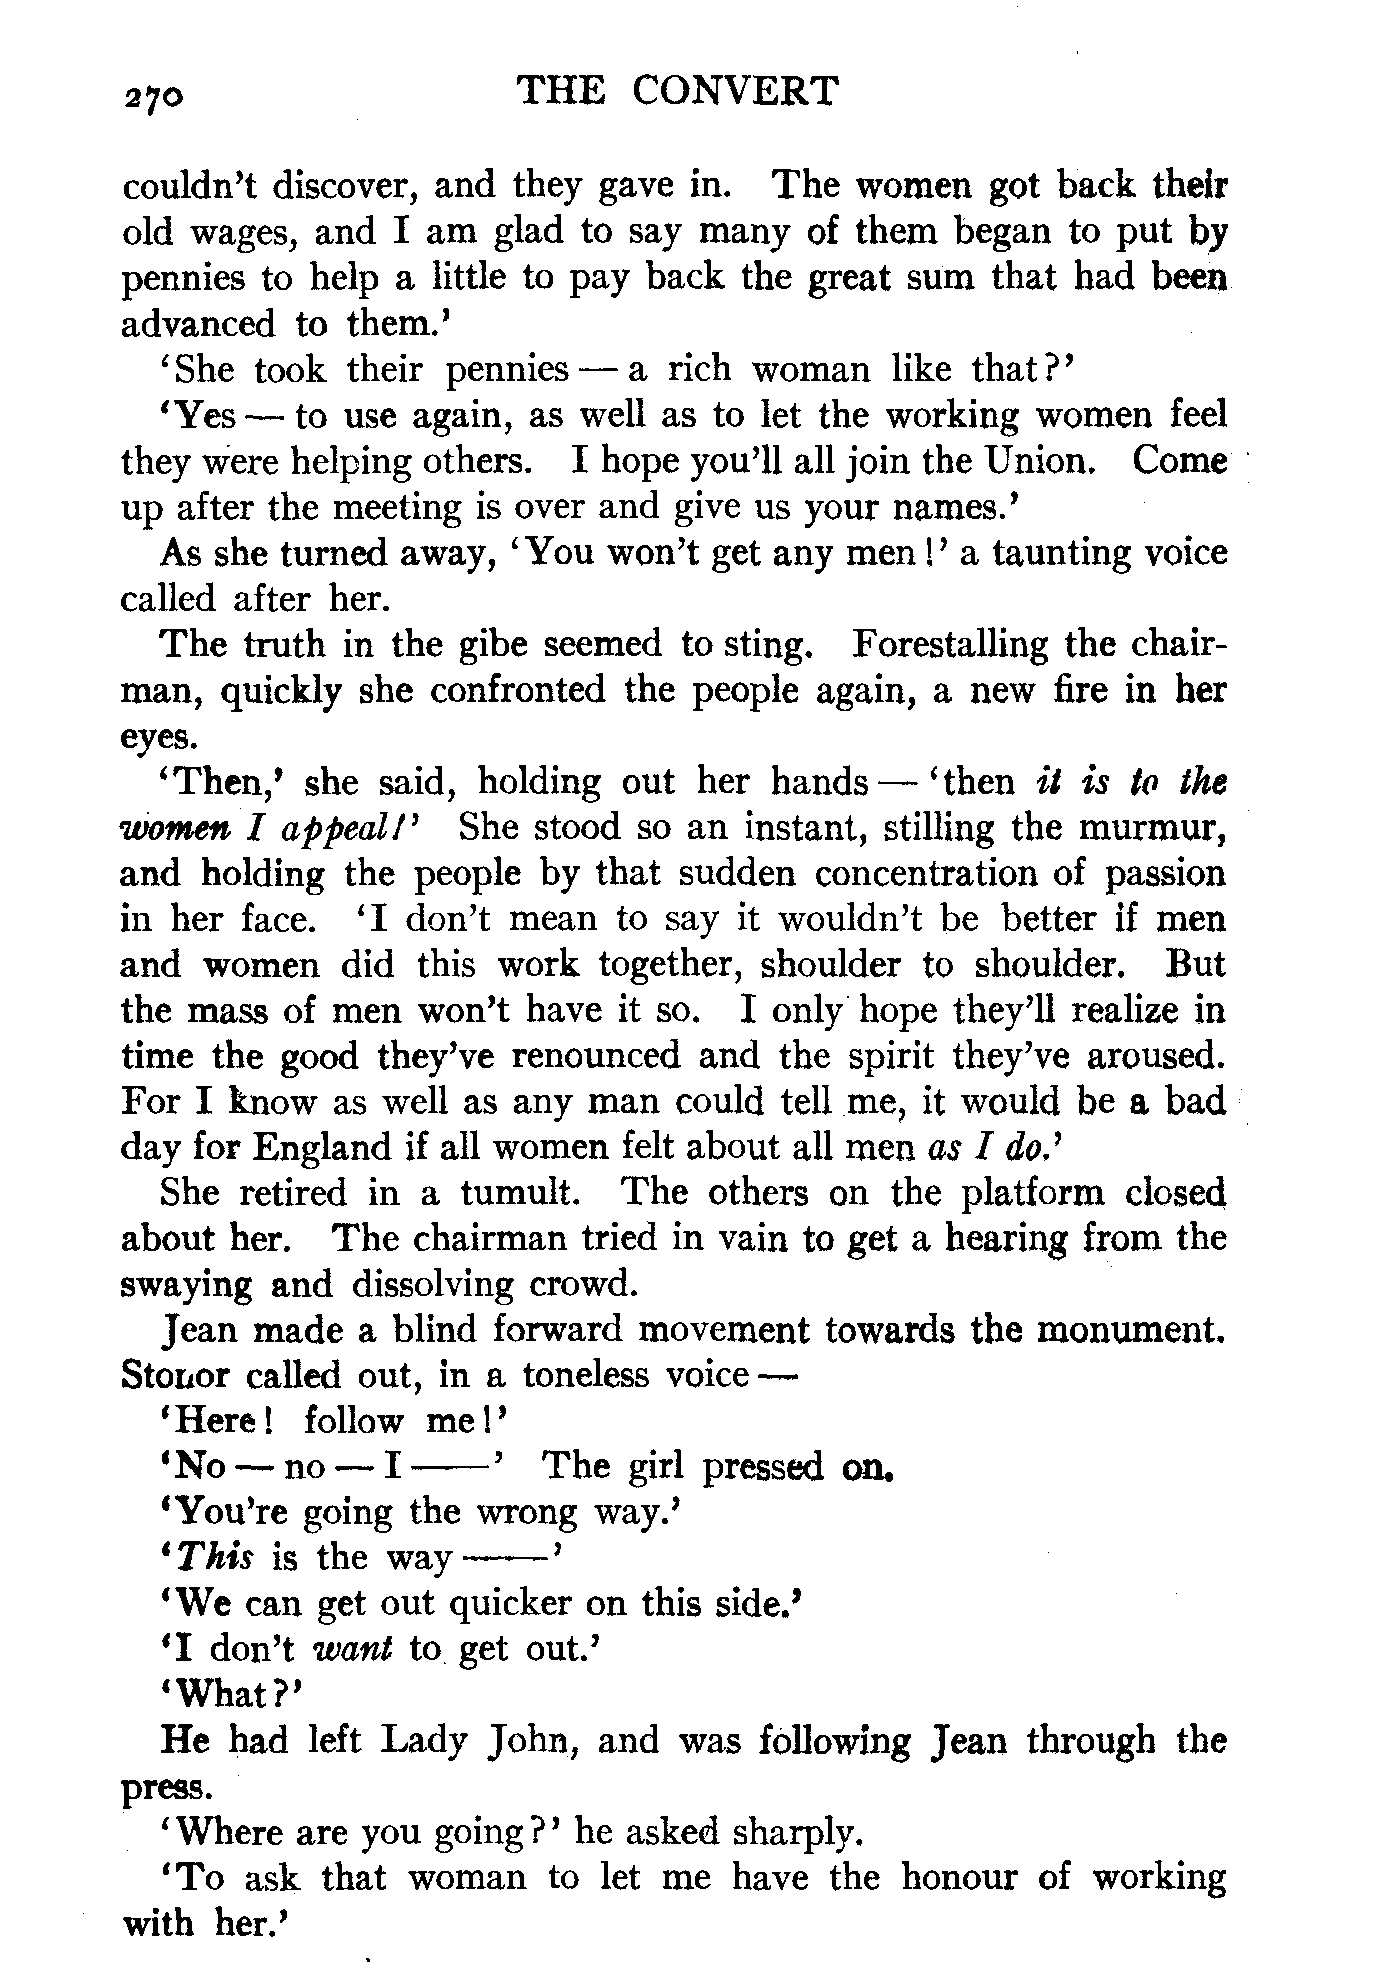 270 THE CONVERT
couldn't discover, and they gave in. The women got back their
old wages, and I am glad to say many of them began to put by
pennies to help a little to pay back the great sum that had been
advanced to them.'
'She took their pennies — a rich woman like that?'
'Yes — to use again, as well as to let the working women feel
they were helping others. I hope you'll all join the Union. Come
up after the meeting is over and give us your names.'
As she turned away, 'You won't get any men!' a taunting voice
called after her.
The truth in the gibe seemed to sting. Forestalling the chair-
man, quickly she confronted the people again, a new fire in her
eyes.
'Then,' she said, holding out her hands — 'then it is to the
women I appeal!' She stood so an instant, stilling the murmur,
and holding the people by that sudden concentration of passion
in her face. 'I don't mean to say it wouldn't be better if men
and women did this work together, shoulder to shoulder. But
the mass of men won't have it so. I only hope they'll realize in
time the good they've renounced and the spirit they've aroused.
For I know as well as any man could tell me, it would be a bad
day for England if all women felt about all men as I do.'
She retired in a tumult. The others on the platform closed
about her. The chairman tried in vain to get a hearing from the
swaying and dissolving crowd.
Jean made a blind forward movement towards the monument.
Stonor called out, in a toneless voice —
'Here! follow me!'
'No — no — I ——' The girl pressed on.
'You're going the wrong way.'
'This is the way ——'
'We can get out quicker on this side.'
'I don't want to get out.'
'What?'
He had left Lady John, and was following Jean through the
press.
'Where are you going?' he asked sharply.
'To ask that woman to let me have the honour of working
with her.'